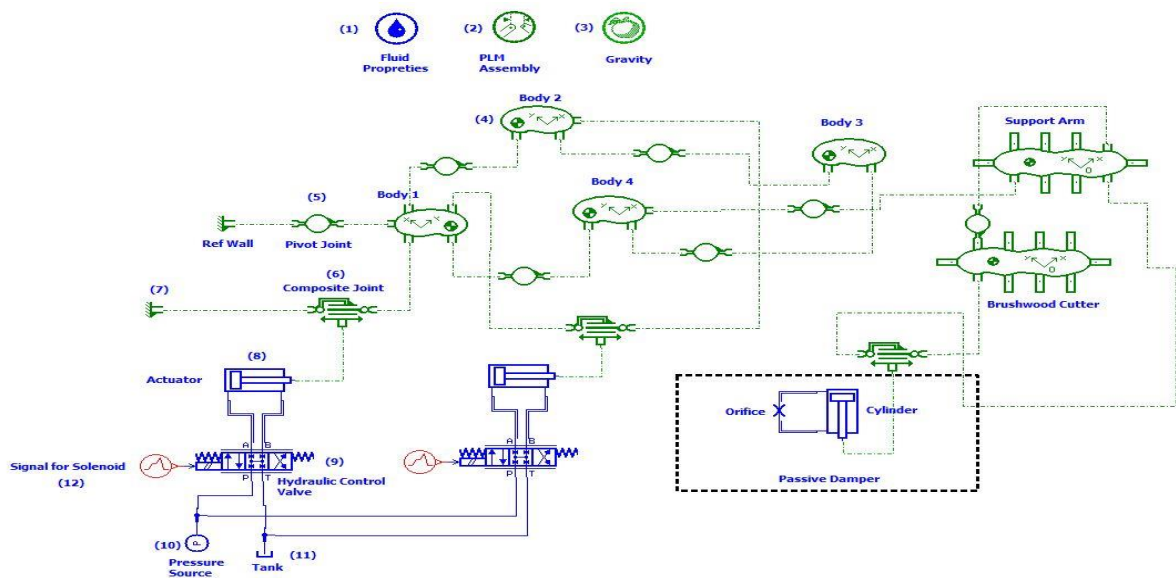 (1)
(2)
(3)
Fluid
Propreties
PLM
Assembly
Gravity
Body 2
(4)
Y X
Body 3
Y X
Support Arm
Y X
O
Body 1
X Y
(5)
Ref Wall
Pivot Joint
Body 4
Y X
Y X
O
Brushwood Cutter
(6)
Composite Joint
(7)
(8)
Actuator
Orifice
Cylinder
Passive Damper
A B
P T
A B
P T
Signal for Solenoid
(12)
(9)
Hydraulic Control
Valve
(10)
P
Pressure
Source
(11)
Tank